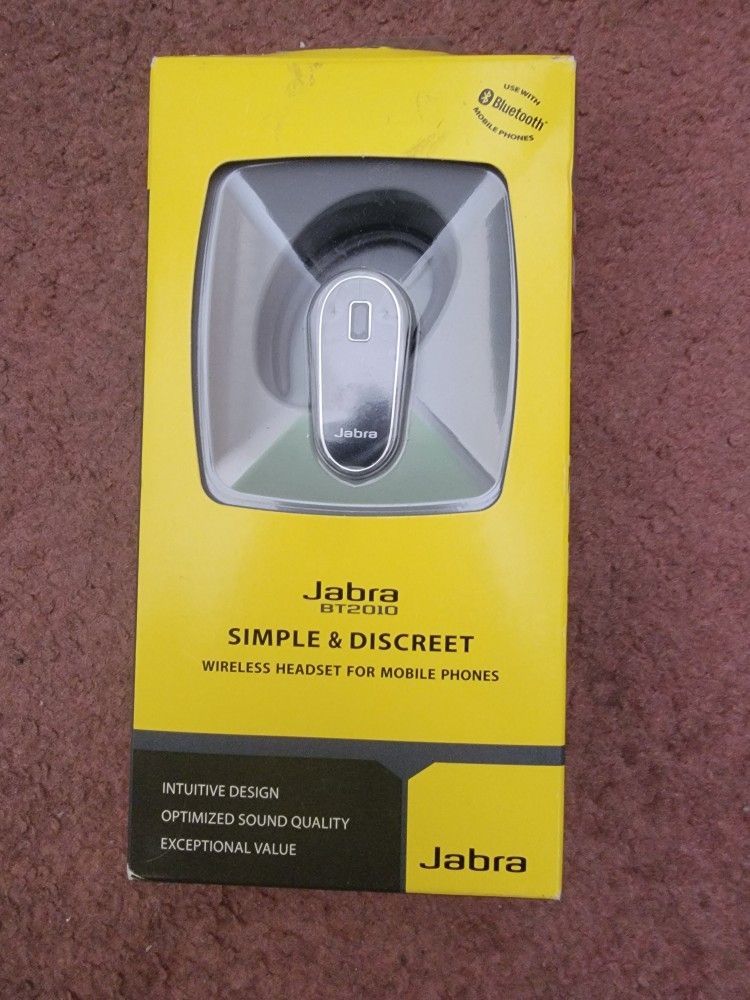 USE WITH
Bluetooth
MOBILE PHONES
Jabra
Jabra
BT2010
SIMPLE & DISCREET
WIRELESS HEADSET FOR MOBILE PHONES
INTUITIVE DESIGN
OPTIMIZED SOUND QUALITY
EXCEPTIONAL VALUE
Jabra